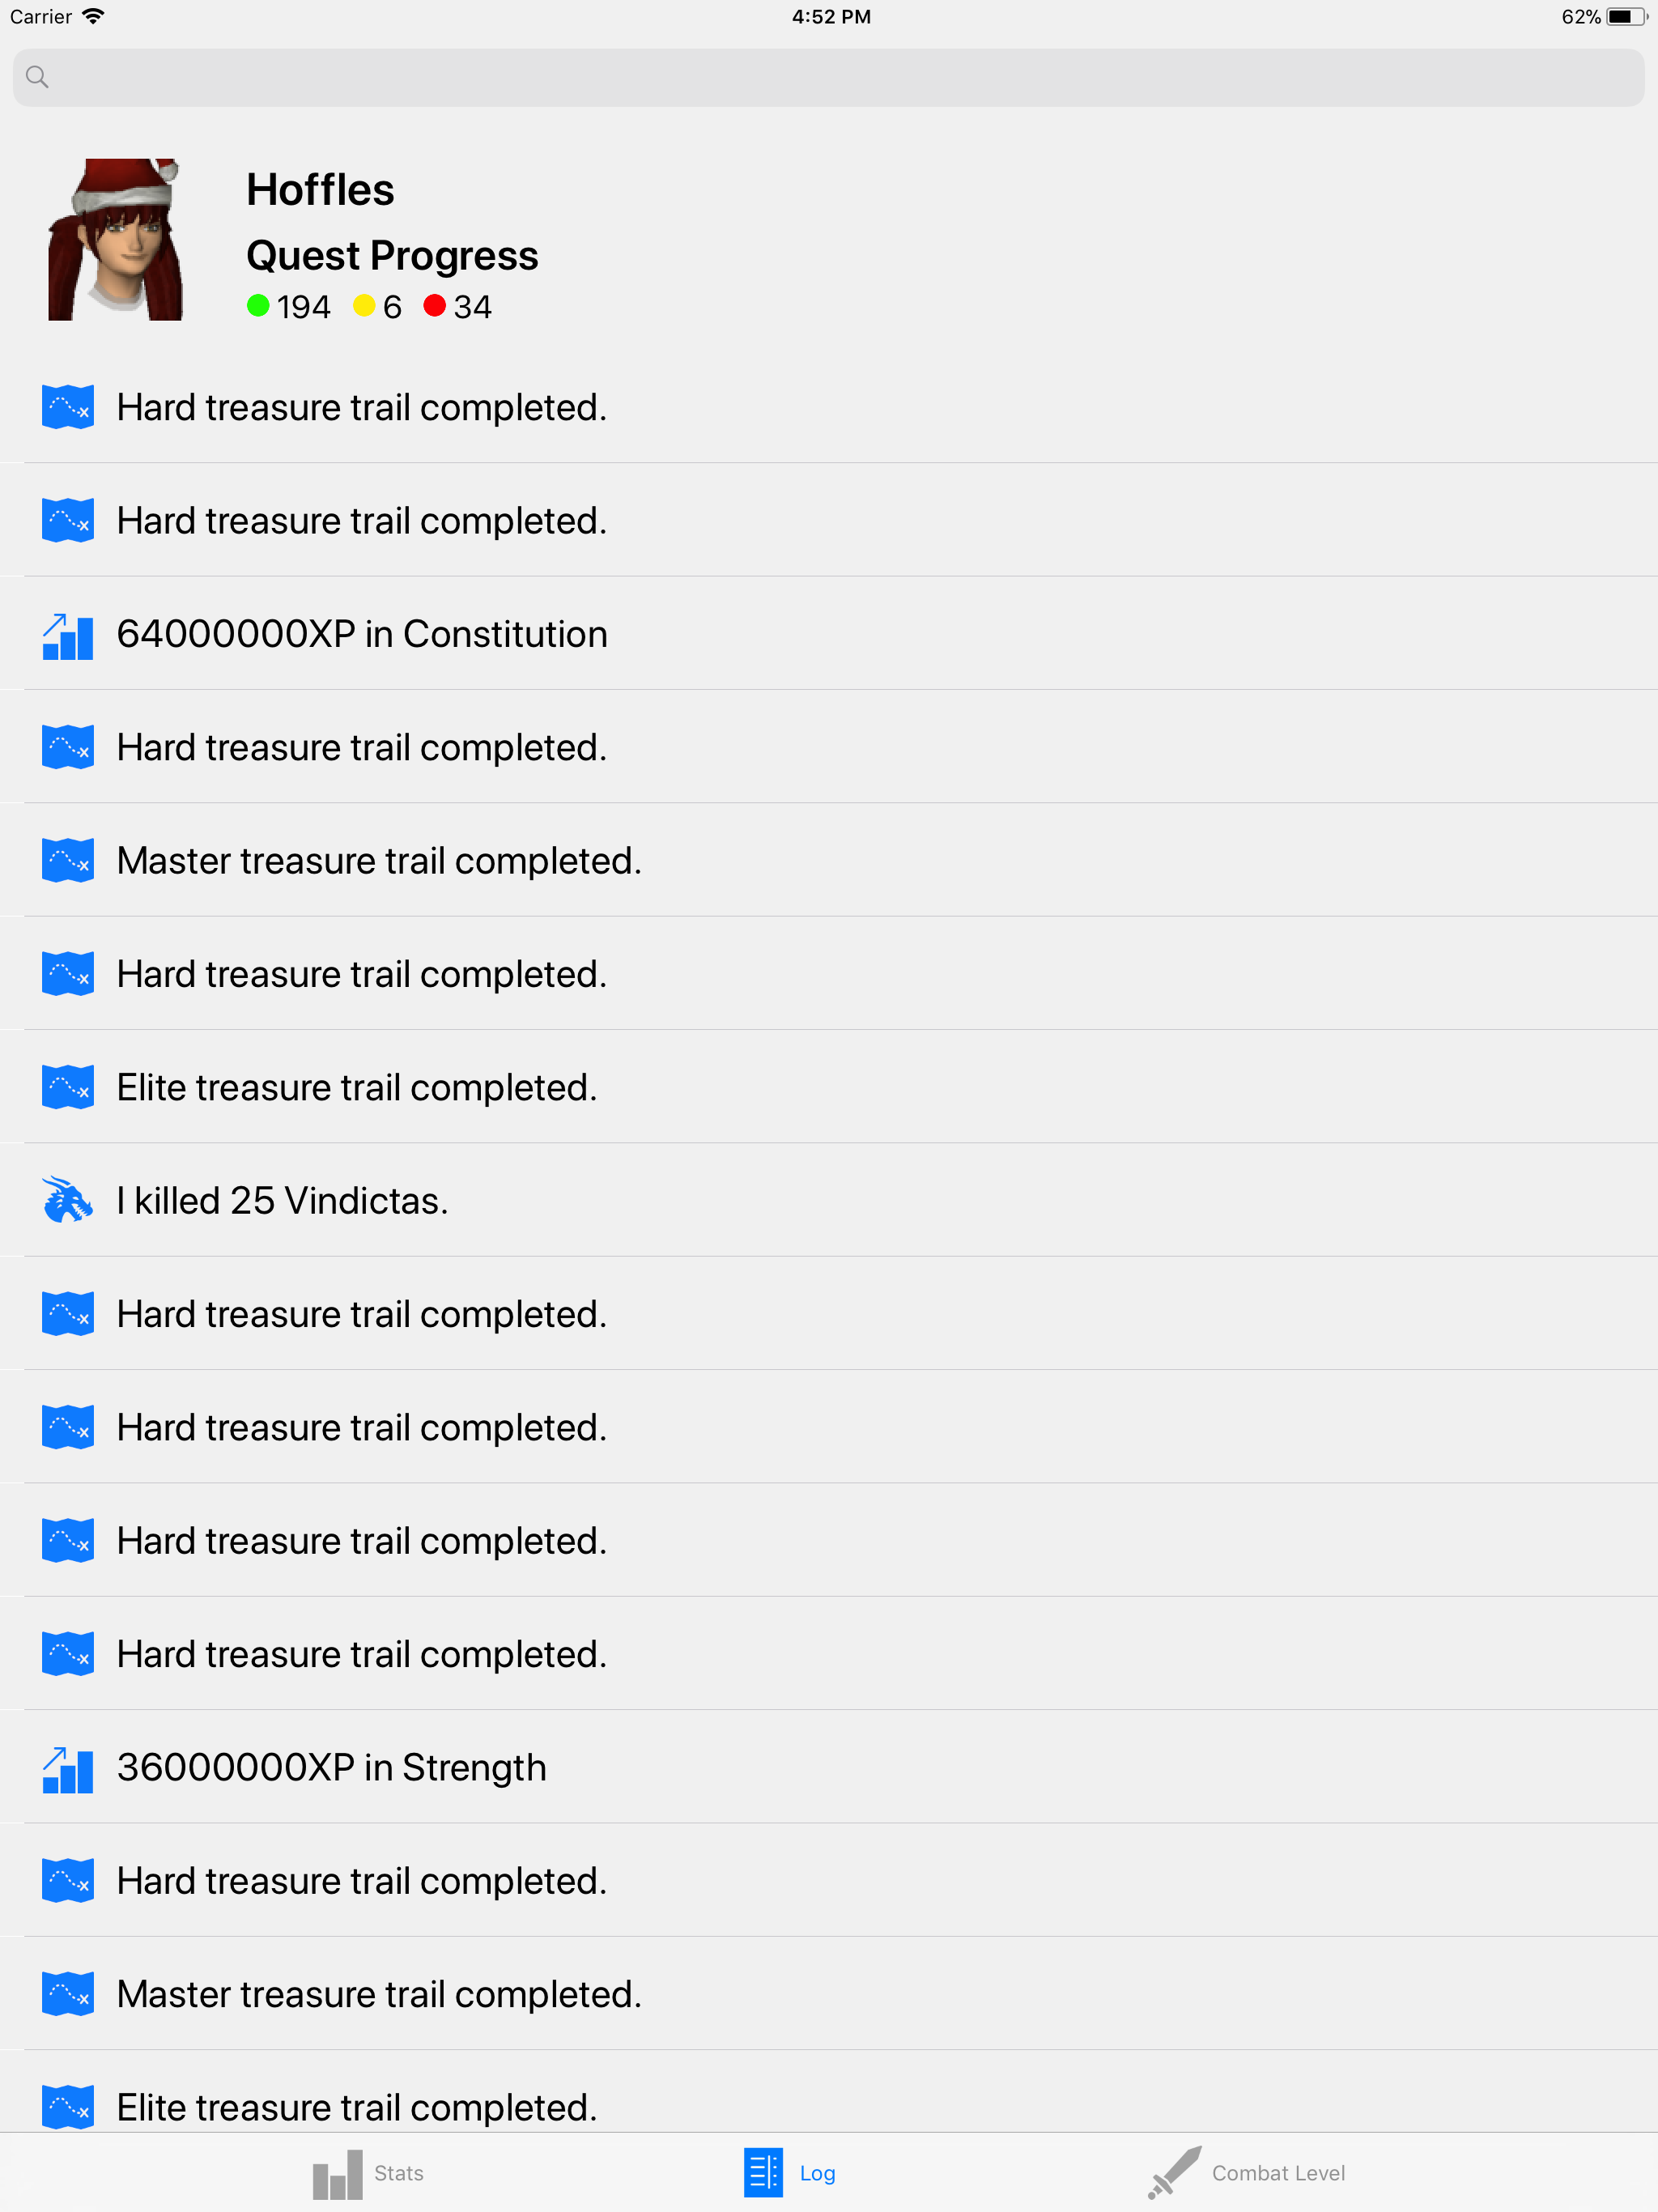 Carrier 4:52 PM 62%
Hoffles
Quest Progress
194 6 34
Hard treasure trail completed.
Hard treasure trail completed.
64000000XP in Constitution
Hard treasure trail completed.
Master treasure trail completed.
Hard treasure trail completed.
Elite treasure trail completed.
I killed 25 Vindictas.
Hard treasure trail completed.
Hard treasure trail completed.
Hard treasure trail completed.
Hard treasure trail completed.
36000000XP in Strength
Hard treasure trail completed.
Master treasure trail completed.
Elite treasure trail completed.
Stats Log Combat Level